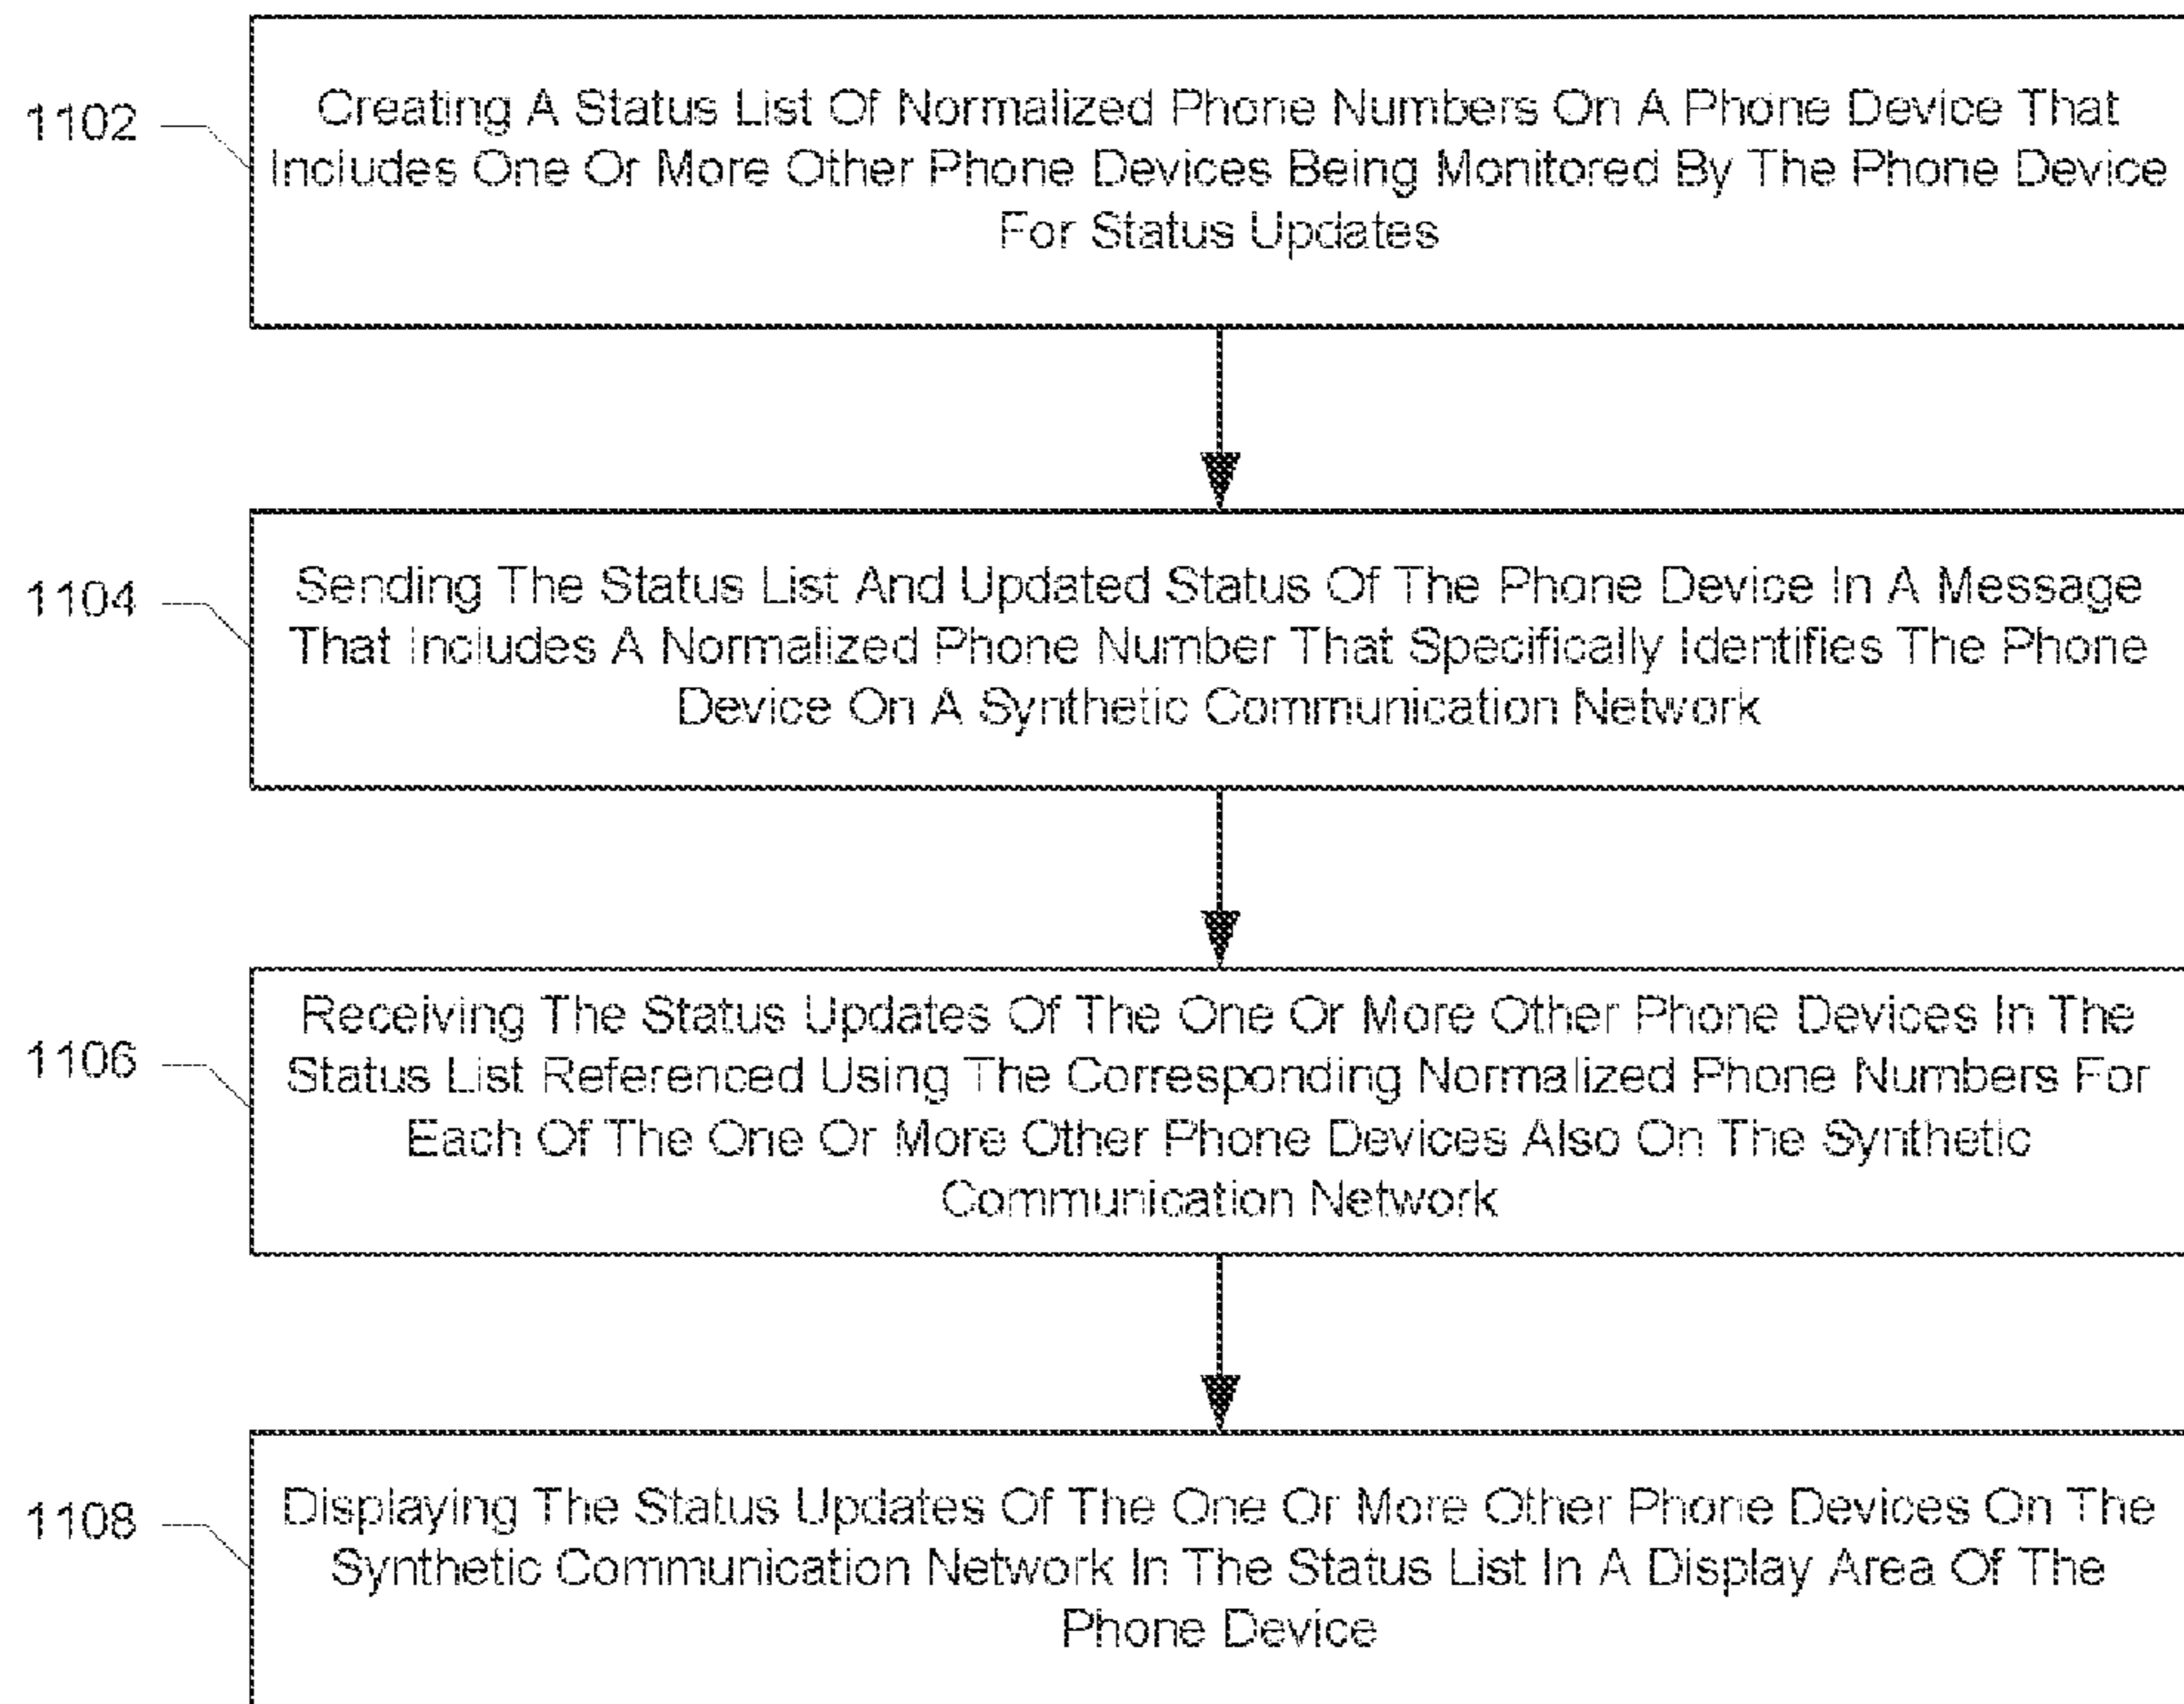 1102
Creating A Status List Of Normalized Phone Numbers On A Phone Device That
Includes One Or More Other Phone Devices Being Monitored By The Phone Device
For Status Updates
1104
Sending The Status List And Updated Status Of The Phone Device In A Message
That Includes A Normalized Phone Number That Specifically Identifies The Phone
Device On A Synthetic Communication Network
1106
Receiving The Status Updates Of The One Or More Other Phone Devices In The
Status List Referenced Using The Corresponding Normalized Phone Numbers For
Each Of The One Or More Other Phone Devices Also On The Synthetic
Communication Network
1108
Displaying The Status Updates Of The One Or More Other Phone Devices On The
Synthetic Communication Network In The Status List In A Display Area Of The
Phone Device